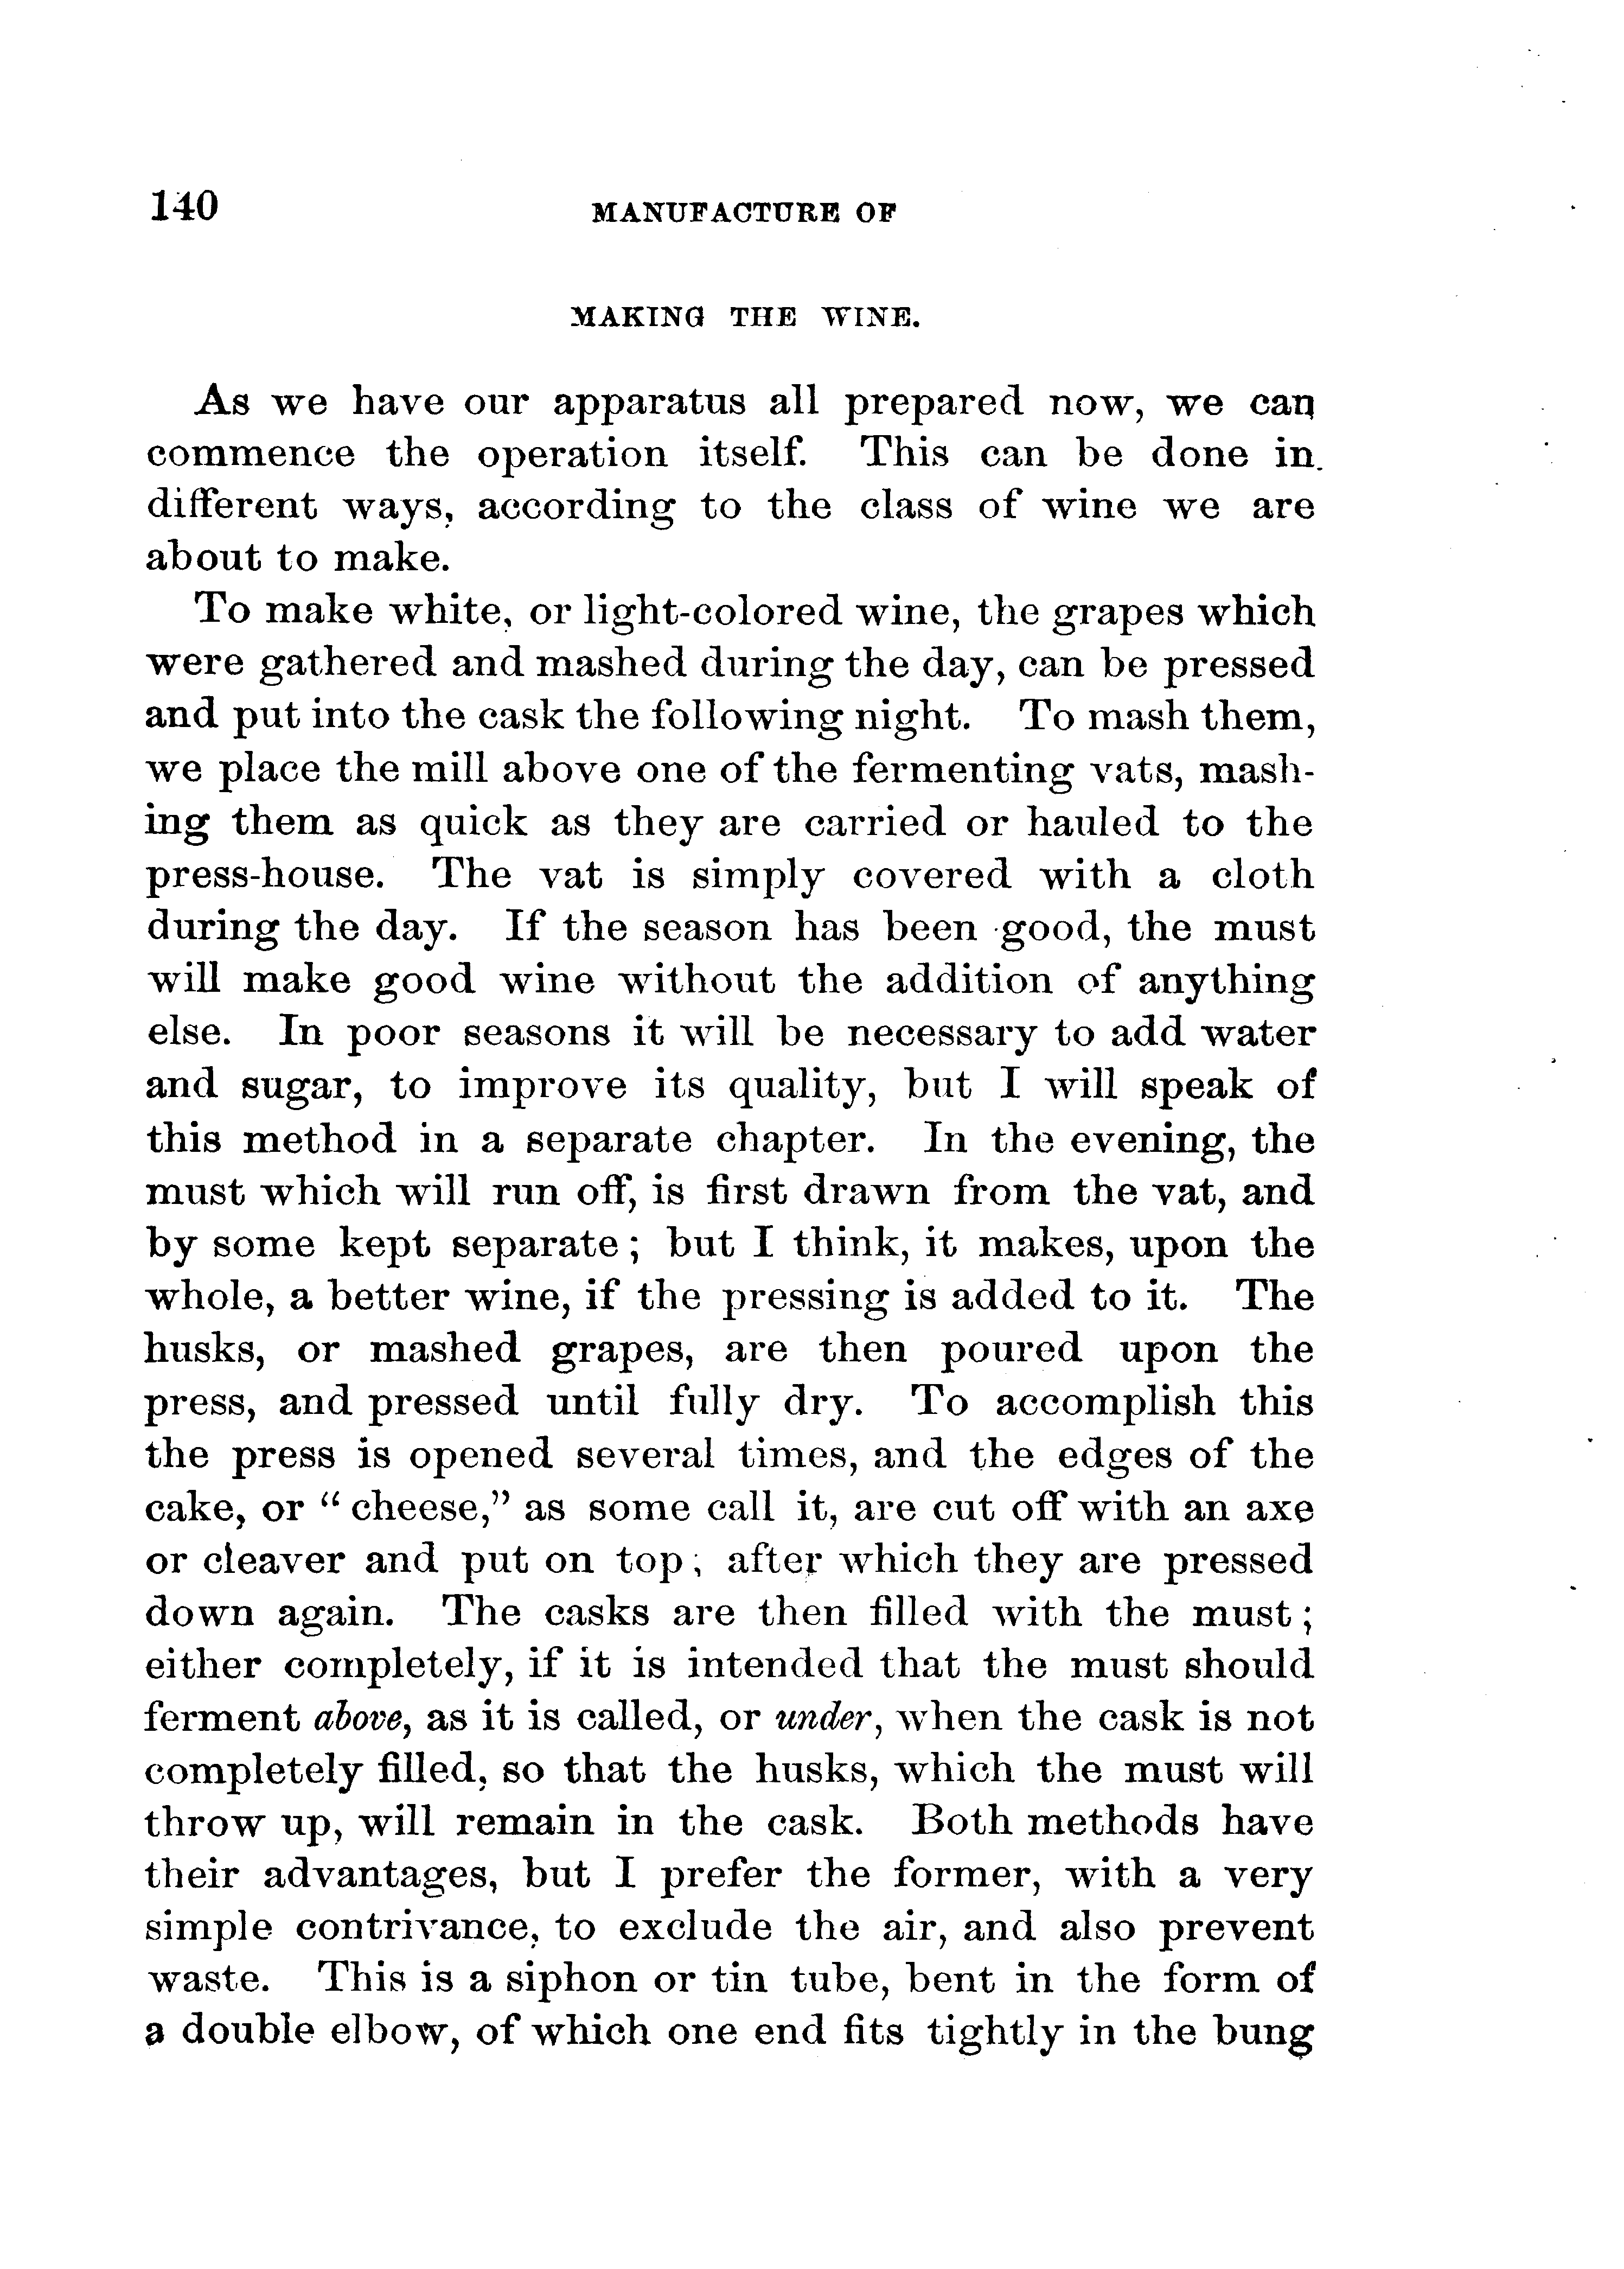 140
MANUFACTURE OF
MAKING THE WINE.
As we have our apparatus all prepared now, we can
commence the operation itself. This can be done in
different ways, according to the class of wine we are
about to make.
To make white, or light-colored wine, the grapes which
were gathered and mashed during the day, can be pressed
and put into the cask the following night. To mash them,
we place the mill above one of the fermenting vats, mash-
ing them as quick as they are carried or hauled to the
press-house. The vat is simply covered with a cloth
during the day. If the season has been good, the must
will make good wine without the addition of anything
else. In poor seasons it will be necessary to add water
and sugar, to improve its quality, but I will speak of
this method in a separate chapter. In the evening, the
must which will run off, is first drawn from the vat, and
by some kept separate; but I think, it makes, upon the
whole, a better wine, if the pressing is added to it. The
husks, or mashed grapes, are then poured upon the
press, and pressed until fully dry. To accomplish this
the press is opened several times, and the edges of the
cake, or "cheese," as some call it, are cut off with an axe
or cleaver and put on top; after which they are pressed
down again. The casks are then filled with the must;
either completely, if it is intended that the must should
ferment above, as it is called, or under, when the cask is not
completely filled, so that the husks, which the must will
throw up, will remain in the cask. Both methods have
their advantages, but I prefer the former, with a very
simple contrivance, to exclude the air, and also prevent
waste. This is a siphon or tin tube, bent in the form of
a double elbow, of which one end fits tightly in the bung